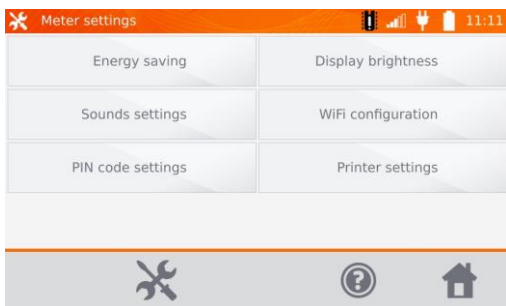 Meter settings 11:11
Energy saving Display brightness
Sounds settings WiFi configuration
PIN code settings Printer settings